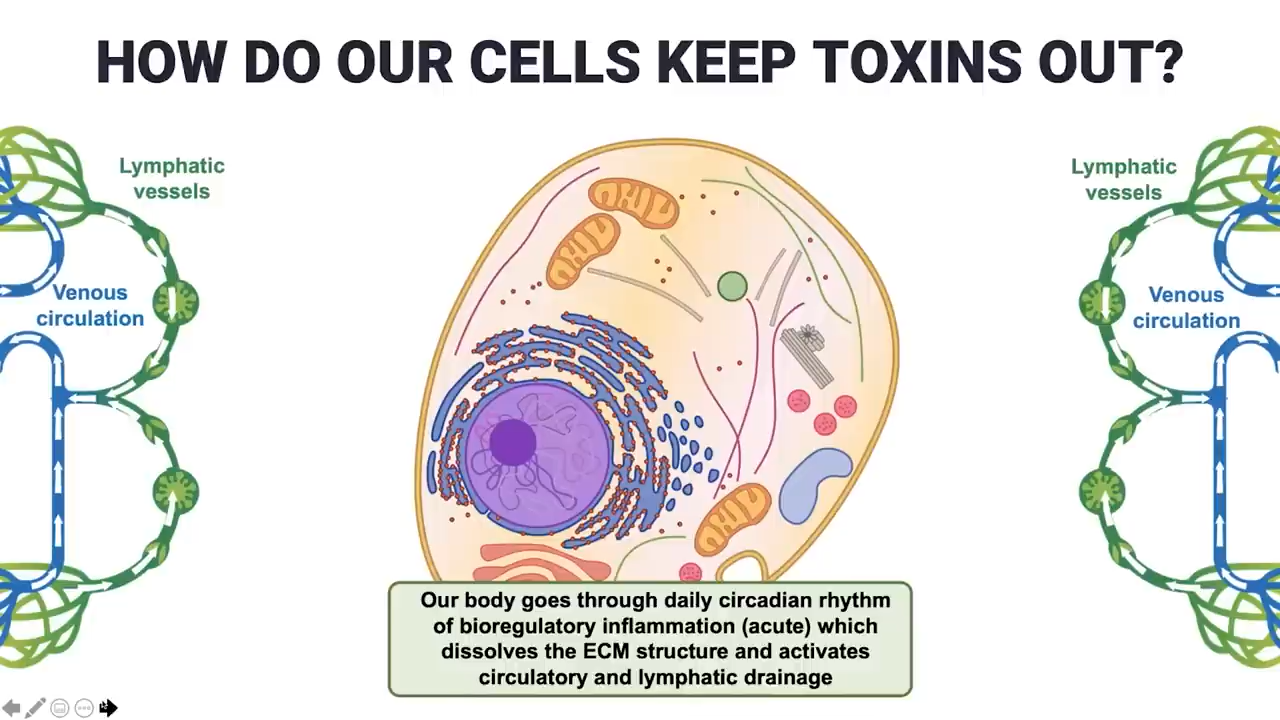 HOW DO OUR CELLS KEEP TOXINS OUT?
Lymphatic
vessels
Venous
circulation
Lymphatic
vessels
Venous
circulation
Our body goes through daily circadian rhythm
of bioregulatory inflammation (acute) which
dissolves the ECM structure and activates
circulatory and lymphatic drainage